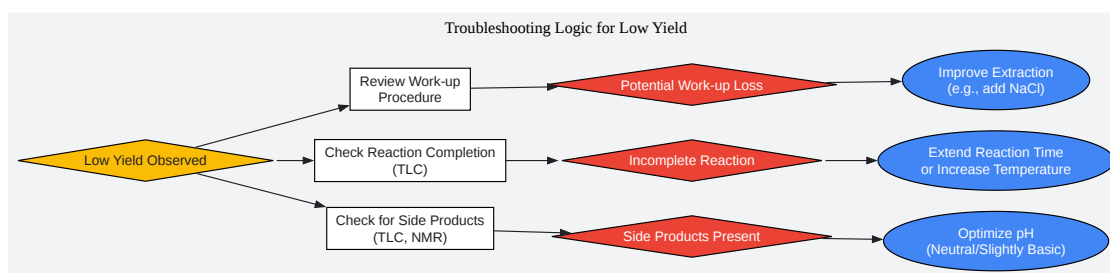 Troubleshooting Logic for Low Yield
Review Work-up
Procedure
Potential Work-up Loss
Improve Extraction
(e.g., add NaCl)
Low Yield Observed
Check Reaction Completion
(TLC)
Incomplete Reaction
Extend Reaction Time
or Increase Temperature
Check for Side Products
(TLC, NMR)
Side Products Present
Optimize pH
(Neutral/Slightly Basic)